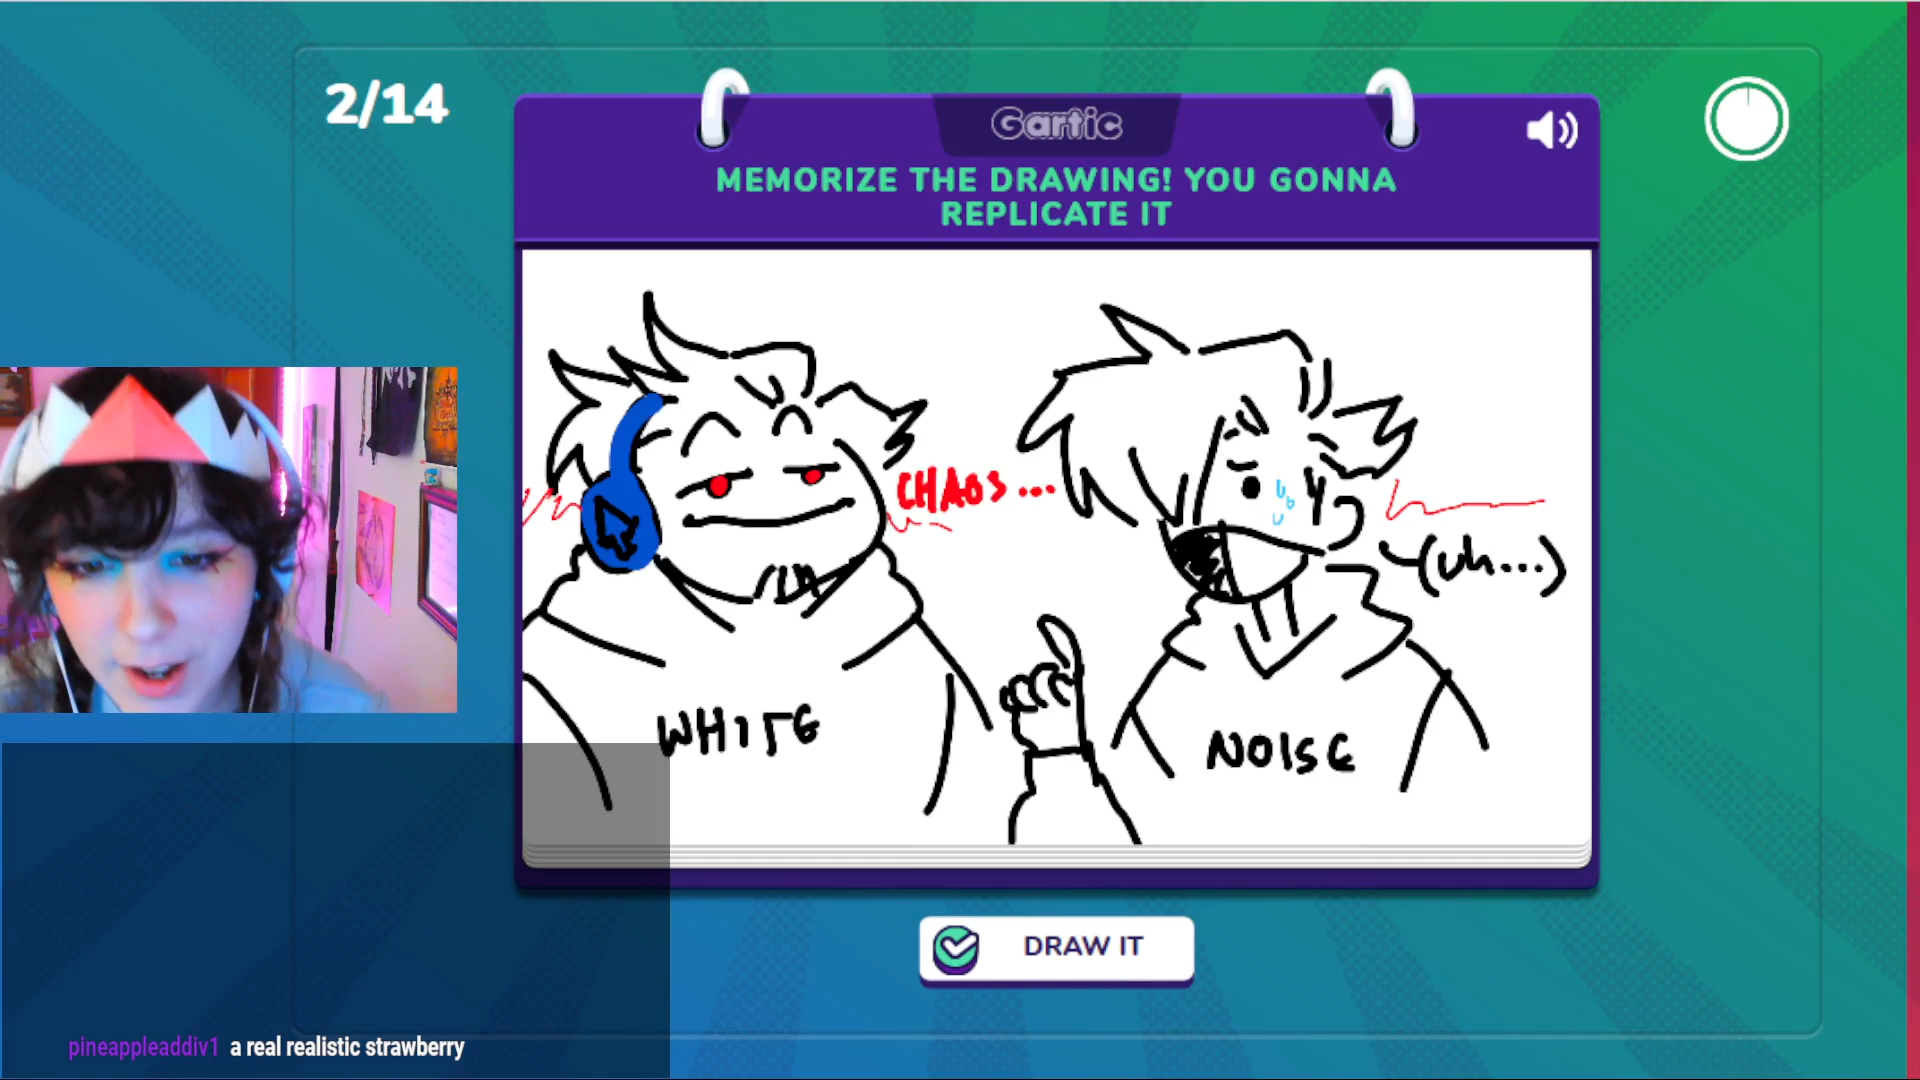 2/14
Gartic
MEMORIZE THE DRAWING! YOU GONNA
REPLICATE IT
CHAOS...
(uh...)
WHITE
NOISE
DRAW IT
pineappleaddiv1 a real realistic strawberry